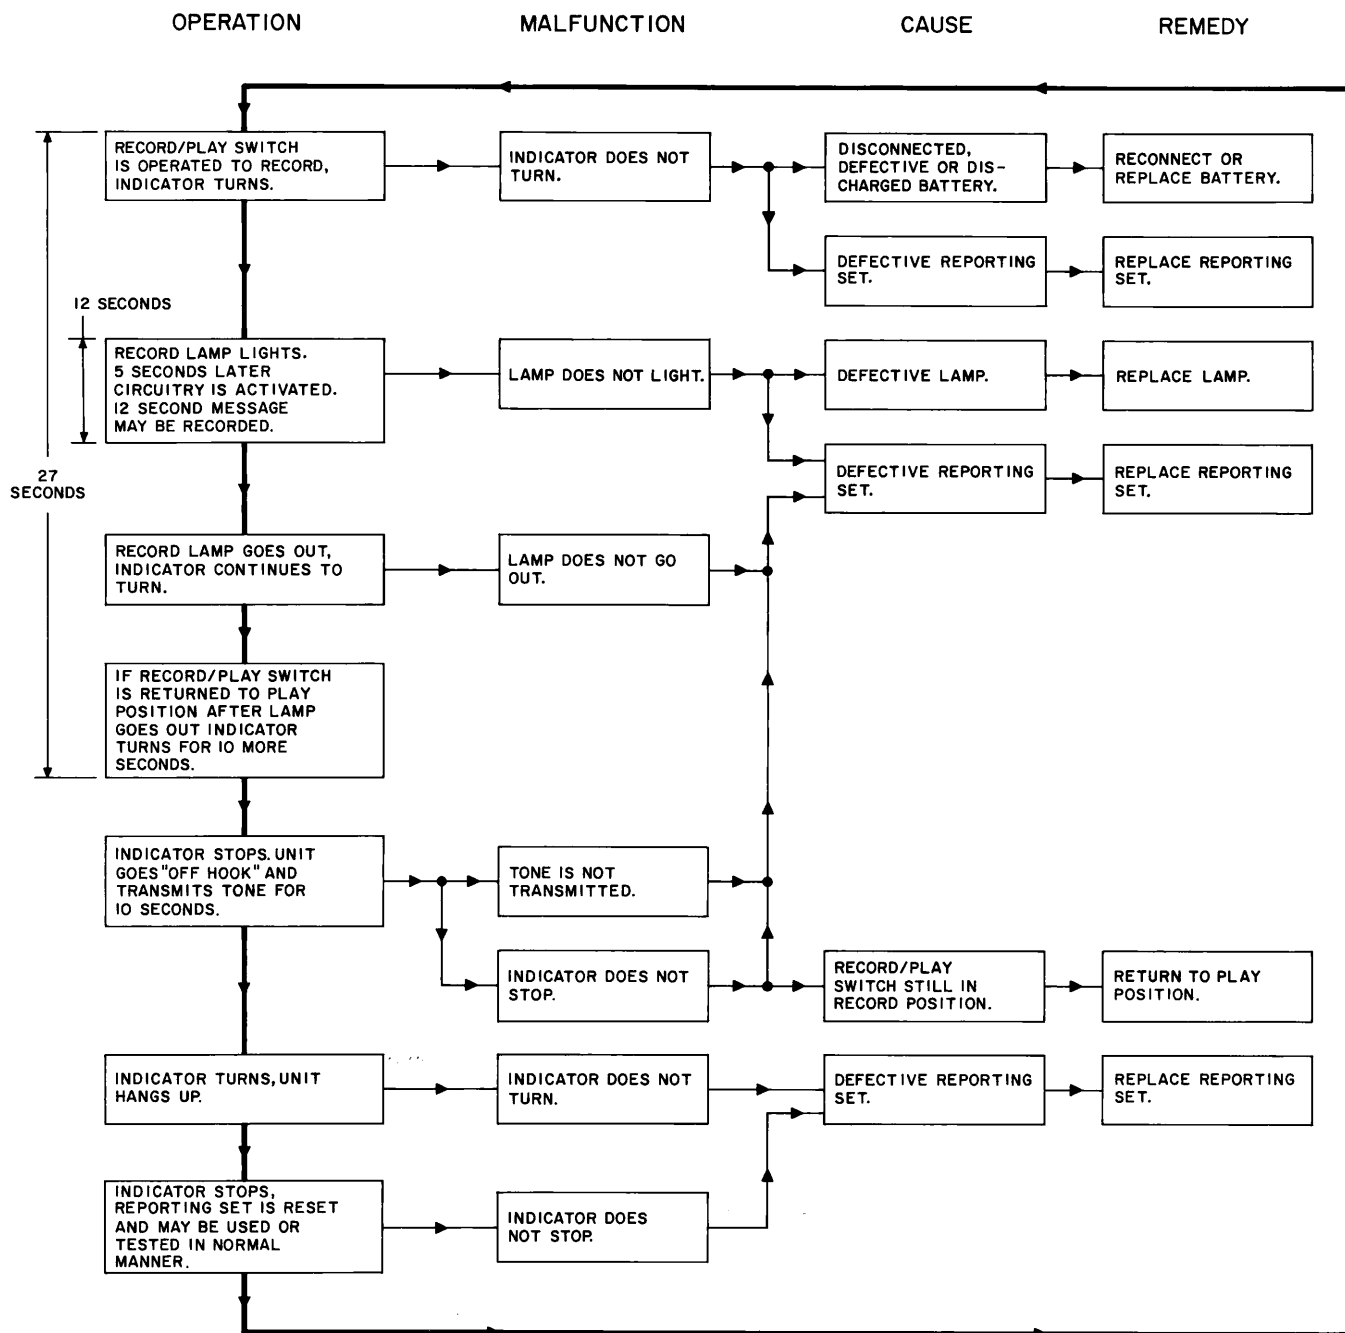 OPERATION
MALFUNCTION
CAUSE
REMEDY
RECORD/PLAY SWITCH
IS OPERATED TO RECORD,
INDICATOR TURNS.
INDICATOR DOES NOT
TURN.
DISCONNECTED,
DEFECTIVE OR DIS-
CHARGED BATTERY.
RECONNECT OR
REPLACE BATTERY.
DEFECTIVE REPORTING
SET.
REPLACE REPORTING
SET.
12 SECONDS
RECORD LAMP LIGHTS.
5 SECONDS LATER
CIRCUITRY IS ACTIVATED.
12 SECOND MESSAGE
MAY BE RECORDED.
LAMP DOES NOT LIGHT.
DEFECTIVE LAMP.
REPLACE LAMP.
27
SECONDS
DEFECTIVE REPORTING
SET.
REPLACE REPORTING
SET.
RECORD LAMP GOES OUT,
INDICATOR CONTINUES TO
TURN.
LAMP DOES NOT GO
OUT.
IF RECORD/PLAY SWITCH
IS RETURNED TO PLAY
POSITION AFTER LAMP
GOES OUT INDICATOR
TURNS FOR 10 MORE
SECONDS.
INDICATOR STOPS. UNIT
GOES "OFF HOOK" AND
TRANSMITS TONE FOR
10 SECONDS.
TONE IS NOT
TRANSMITTED.
INDICATOR DOES NOT
STOP.
RECORD/PLAY
SWITCH STILL IN
RECORD POSITION.
RETURN TO PLAY
POSITION.
INDICATOR TURNS, UNIT
HANGS UP.
INDICATOR DOES NOT
TURN.
DEFECTIVE REPORTING
SET.
REPLACE REPORTING
SET.
INDICATOR STOPS,
REPORTING SET IS RESET
AND MAY BE USED OR
TESTED IN NORMAL
MANNER.
INDICATOR DOES
NOT STOP.